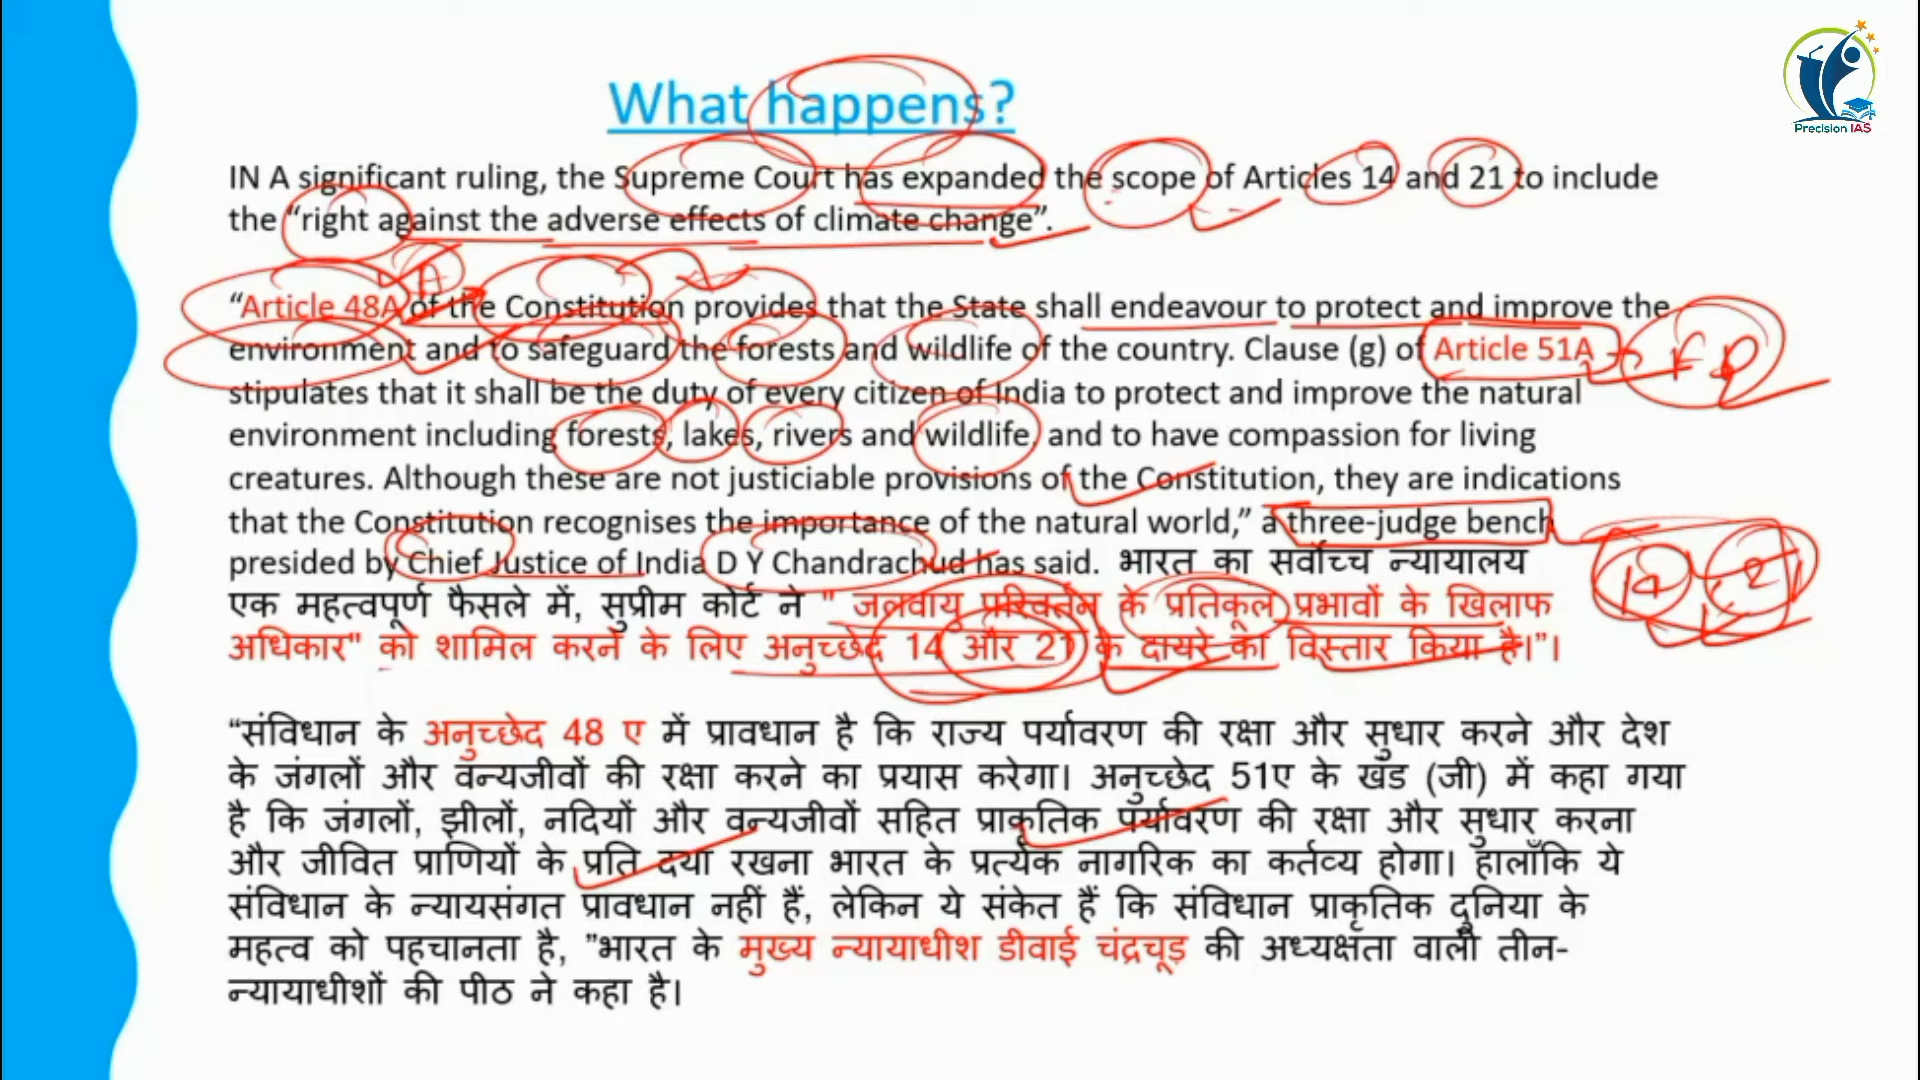 Precision IAS
What happens?
IN A significant ruling, the Supreme Court has expanded the scope of Articles 14 and 21 to include
the “right against the adverse effects of climate change”.
“Article 48A of the Constitution provides that the State shall endeavour to protect and improve the
environment and to safeguard the forests and wildlife of the country. Clause (g) of Article 51A
stipulates that it shall be the duty of every citizen of India to protect and improve the natural
environment including forests, lakes, rivers and wildlife, and to have compassion for living
creatures. Although these are not justiciable provisions of the Constitution, they are indications
that the Constitution recognises the importance of the natural world,” a three-judge bench
presided by Chief Justice of India D Y Chandrachud has said. भारत का सर्वोच्च न्यायालय
14 21
एक महत्वपूर्ण फैसले में, सुप्रीम कोर्ट ने " जलवायु परिवर्तन के प्रतिकूल प्रभावों के खिलाफ
अधिकार" को शामिल करने के लिए अनुच्छेद 14 और 21 के दायरे का विस्तार किया है।”।
“संविधान के अनुच्छेद 48 ए में प्रावधान है कि राज्य पर्यावरण की रक्षा और सुधार करने और देश
के जंगलों और वन्यजीवों की रक्षा करने का प्रयास करेगा। अनुच्छेद 51ए के खंड (जी) में कहा गया
है कि जंगलों, झीलों, नदियों और वन्यजीवों सहित प्राकृतिक पर्यावरण की रक्षा और सुधार करना
और जीवित प्राणियों के प्रति दया रखना भारत के प्रत्येक नागरिक का कर्तव्य होगा। हालाँकि ये
संविधान के न्यायसंगत प्रावधान नहीं हैं, लेकिन ये संकेत हैं कि संविधान प्राकृतिक दुनिया के
महत्व को पहचानता है, ”भारत के मुख्य न्यायाधीश डीवाई चंद्रचूड़ की अध्यक्षता वाली तीन-
न्यायाधीशों की पीठ ने कहा है।